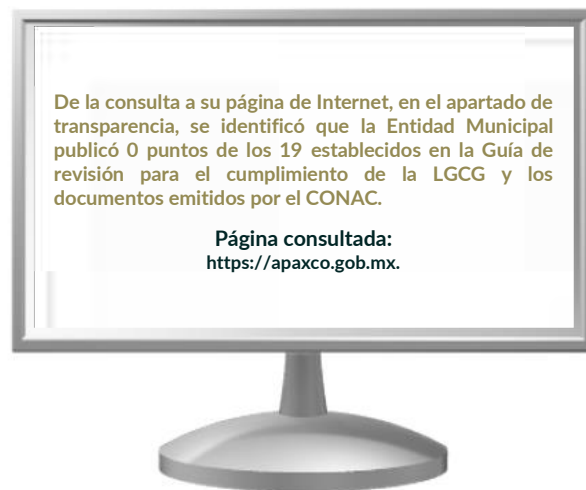 De la consulta a su página de Internet, en el apartado de
transparencia, se identificó que la Entidad Municipal
publicó 0 puntos de los 19 establecidos en la Guía de
revisión para el cumplimiento de la LGCG y los
documentos emitidos por el CONAC.
Página consultada:
https://apaxco.gob.mx.